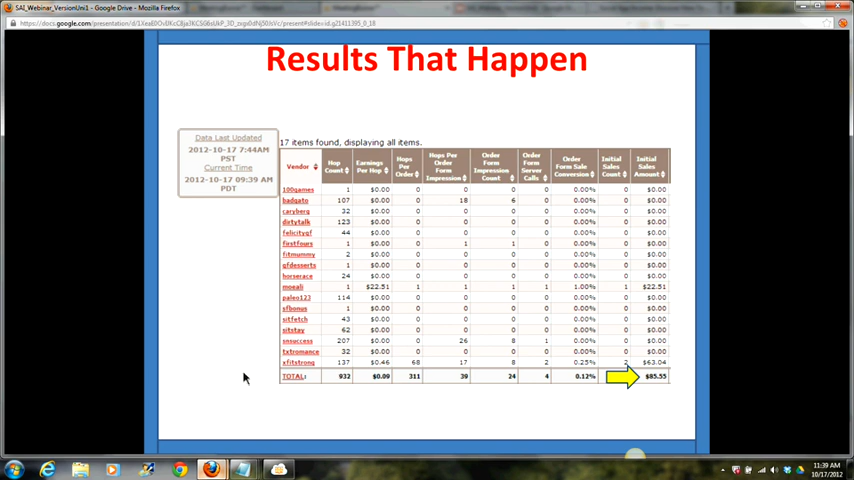 SAI_Webinar_VersionUni1 - Google Drive - Mozilla Firefox
Results That Happen
Data Last Updated
2012-10-17 7:44AM
PST
Current Time
2012-10-17 09:39 AM
PDT
17 items found, displaying all items.
Vendor Hop Count Earnings Per Hop Hops Per Order Hops Per Order Form Impression Order Form Impression Count Order Form Server Calls Order Form Sale Conversion Initial Sales Count Initial Sales Amount
100games 1 $0.00 0 0 0 0 0.00% 0 $0.00
badgato 107 $0.00 0 18 6 0 0.00% 0 $0.00
caryberg 32 $0.00 0 0 0 0 0.00% 0 $0.00
dirtytalk 123 $0.00 0 0 0 0 0.00% 0 $0.00
felicitygf 44 $0.00 0 0 0 0 0.00% 0 $0.00
firstfours 1 $0.00 0 1 1 0 0.00% 0 $0.00
fitmummy 2 $0.00 0 0 0 0 0.00% 0 $0.00
gfdesserts 1 $0.00 0 0 0 0 0.00% 0 $0.00
horserace 24 $0.00 0 0 0 0 0.00% 0 $0.00
moeali 1 $22.51 1 1 1 1 1.00% 1 $22.51
paleo123 114 $0.00 0 0 0 0 0.00% 0 $0.00
sfbonus 1 $0.00 0 0 0 0 0.00% 0 $0.00
sitfetch 43 $0.00 0 0 0 0 0.00% 0 $0.00
sitstay 62 $0.00 0 0 0 0 0.00% 0 $0.00
snsuccess 207 $0.00 0 26 8 1 0.00% 0 $0.00
txtromance 32 $0.00 0 0 0 0 0.00% 0 $0.00
xfitstrong 137 $0.46 68 17 8 2 0.25% 2 $63.04
TOTAL: 932 $0.09 311 39 24 4 0.12% $85.55
11:39 AM
10/17/2012